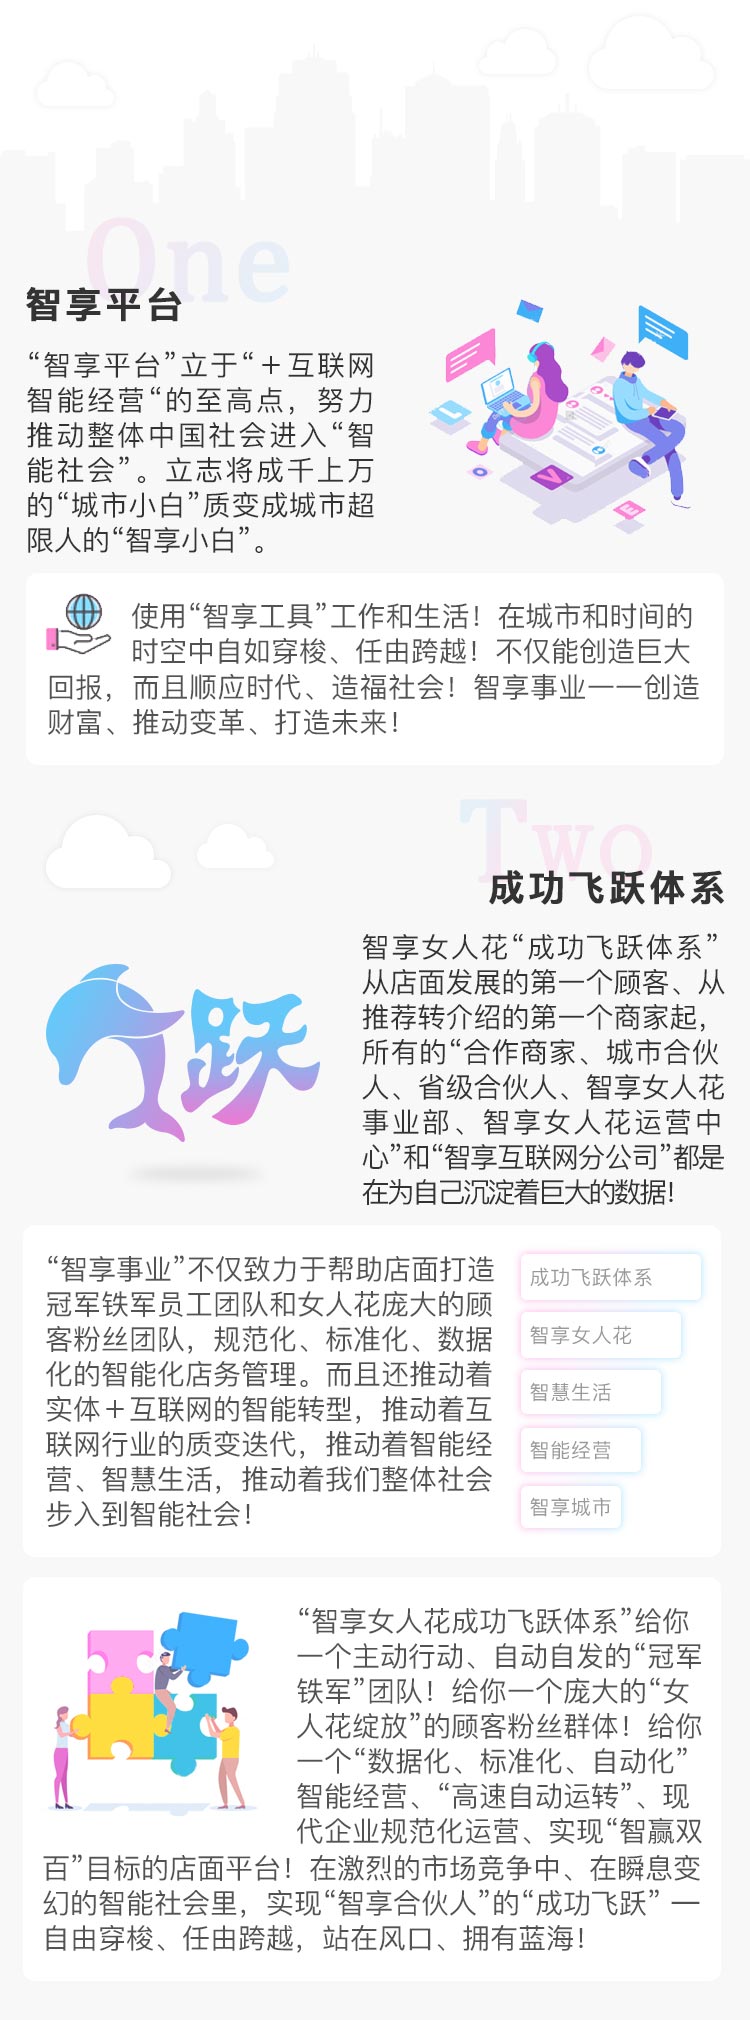 One
智享平台
“智享平台”立于“＋互联网
智能经营“的至高点，努力
推动整体中国社会进入“智
能社会”。立志将成千上万
的“城市小白”质变成城市超
限人的“智享小白”。
使用“智享工具”工作和生活！在城市和时间的
时空中自如穿梭、任由跨越！不仅能创造巨大
回报，而且顺应时代、造福社会！智享事业一一创造
财富、推动变革、打造未来！
Two
成功飞跃体系
智享女人花“成功飞跃体系”
从店面发展的第一个顾客、从
推荐转介绍的第一个商家起，
所有的“合作商家、城市合伙
人、省级合伙人、智享女人花
事业部、智享女人花运营中
心”和“智享互联网分公司”都是
在为自己沉淀着巨大的数据！
跃
“智享事业”不仅致力于帮助店面打造
冠军铁军员工团队和女人花庞大的顾
客粉丝团队，规范化、标准化、数据
化的智能化店务管理。而且还推动着
实体＋互联网的智能转型，推动着互
联网行业的质变迭代，推动着智能经
营、智慧生活，推动着我们整体社会
步入到智能社会！
成功飞跃体系
智享女人花
智慧生活
智能经营
智享城市
“智享女人花成功飞跃体系”给你
一个主动行动、自动自发的“冠军
铁军”团队！给你一个庞大的“女
人花绽放”的顾客粉丝群体！给你
一个“数据化、标准化、自动化”
智能经营、“高速自动运转”、现
代企业规范化运营、实现“智赢双
百”目标的店面平台！在激烈的市场竞争中、在瞬息变
幻的智能社会里，实现“智享合伙人”的“成功飞跃” 一
自由穿梭、任由跨越，站在风口、拥有蓝海！